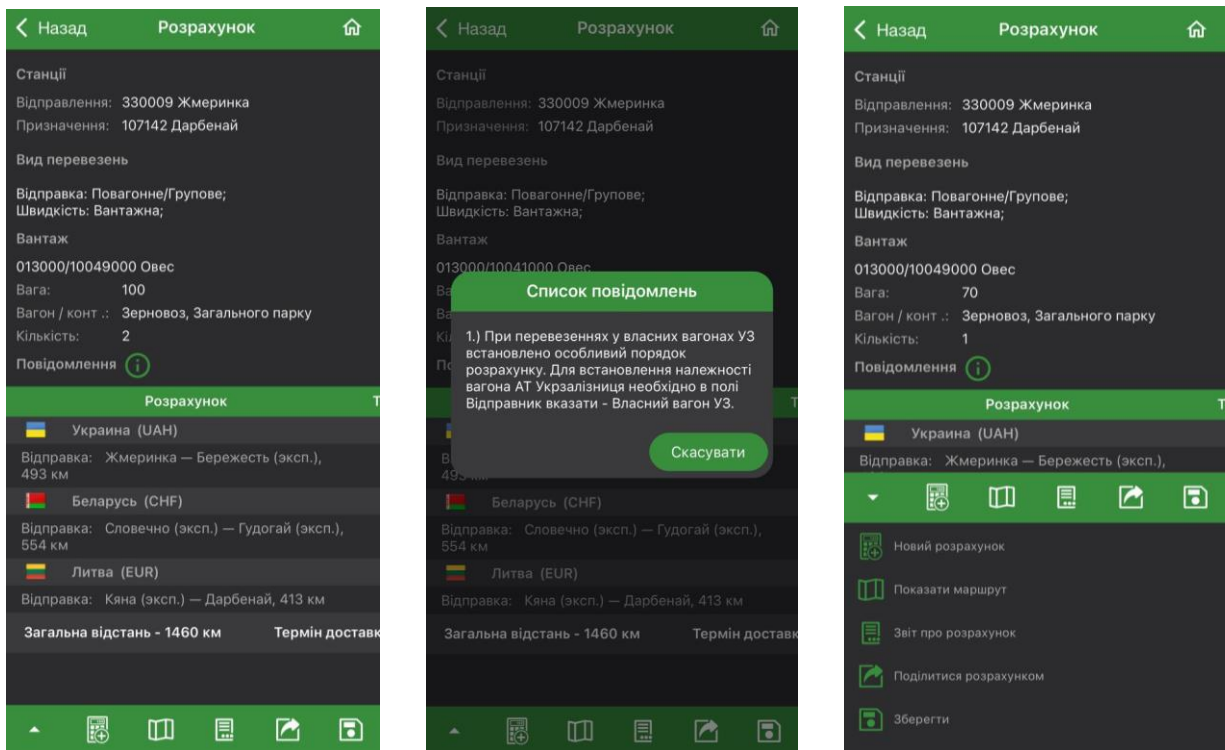 Назад Розрахунок
Станції
Відправлення: 330009 Жмеринка
Призначення: 107142 Дарбенай
Вид перевезень
Відправка: Повагонне/Групове;
Швидкість: Вантажна;
Вантаж
013000/10049000 Овес
Вага: 100
Вагон / конт .: Зерновоз, Загального парку
Кількість: 2
Повідомлення
Розрахунок Т
Украина (UAH)
Відправка: Жмеринка — Бережесть (эксп.),
493 км
Беларусь (CHF)
Відправка: Словечно (эксп.) — Гудогай (эксп.),
554 км
Литва (EUR)
Відправка: Кяна (эксп.) — Дарбенай, 413 км
Загальна відстань - 1460 км Термін доставк
Назад Розрахунок
Станції
Відправлення: 330009 Жмеринка
Призначення: 107142 Дарбенай
Вид перевезень
Відправка: Повагонне/Групове;
Швидкість: Вантажна;
Вантаж
013000/10041000 Овес
Список повідомлень
1.) При перевезеннях у власних вагонах УЗ
встановлено особливий порядок
розрахунку. Для встановлення належності
вагона АТ Укрзалізниця необхідно в полі
Відправник вказати - Власний вагон УЗ.
Скасувати
Беларусь (CHF)
Відправка: Словечно (эксп.) — Гудогай (эксп.),
554 км
Литва (EUR)
Відправка: Кяна (эксп.) — Дарбенай, 413 км
Загальна відстань - 1460 км Термін доставк
Назад Розрахунок
Станції
Відправлення: 330009 Жмеринка
Призначення: 107142 Дарбенай
Вид перевезень
Відправка: Повагонне/Групове;
Швидкість: Вантажна;
Вантаж
013000/10049000 Овес
Вага: 70
Вагон / конт .: Зерновоз, Загального парку
Кількість: 1
Повідомлення
Розрахунок Т
Украина (UAH)
Відправка: Жмеринка — Бережесть (эксп.),
Новий розрахунок
Показати маршрут
Звіт про розрахунок
Поділитися розрахунком
Зберегти